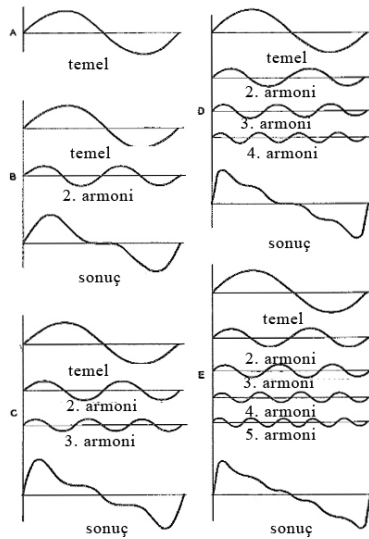 A
temel
B
temel
2. armoni
sonuç
C
temel
2. armoni
3. armoni
sonuç
D
temel
2. armoni
3. armoni
4. armoni
sonuç
E
temel
2. armoni
3. armoni
4. armoni
5. armoni
sonuç